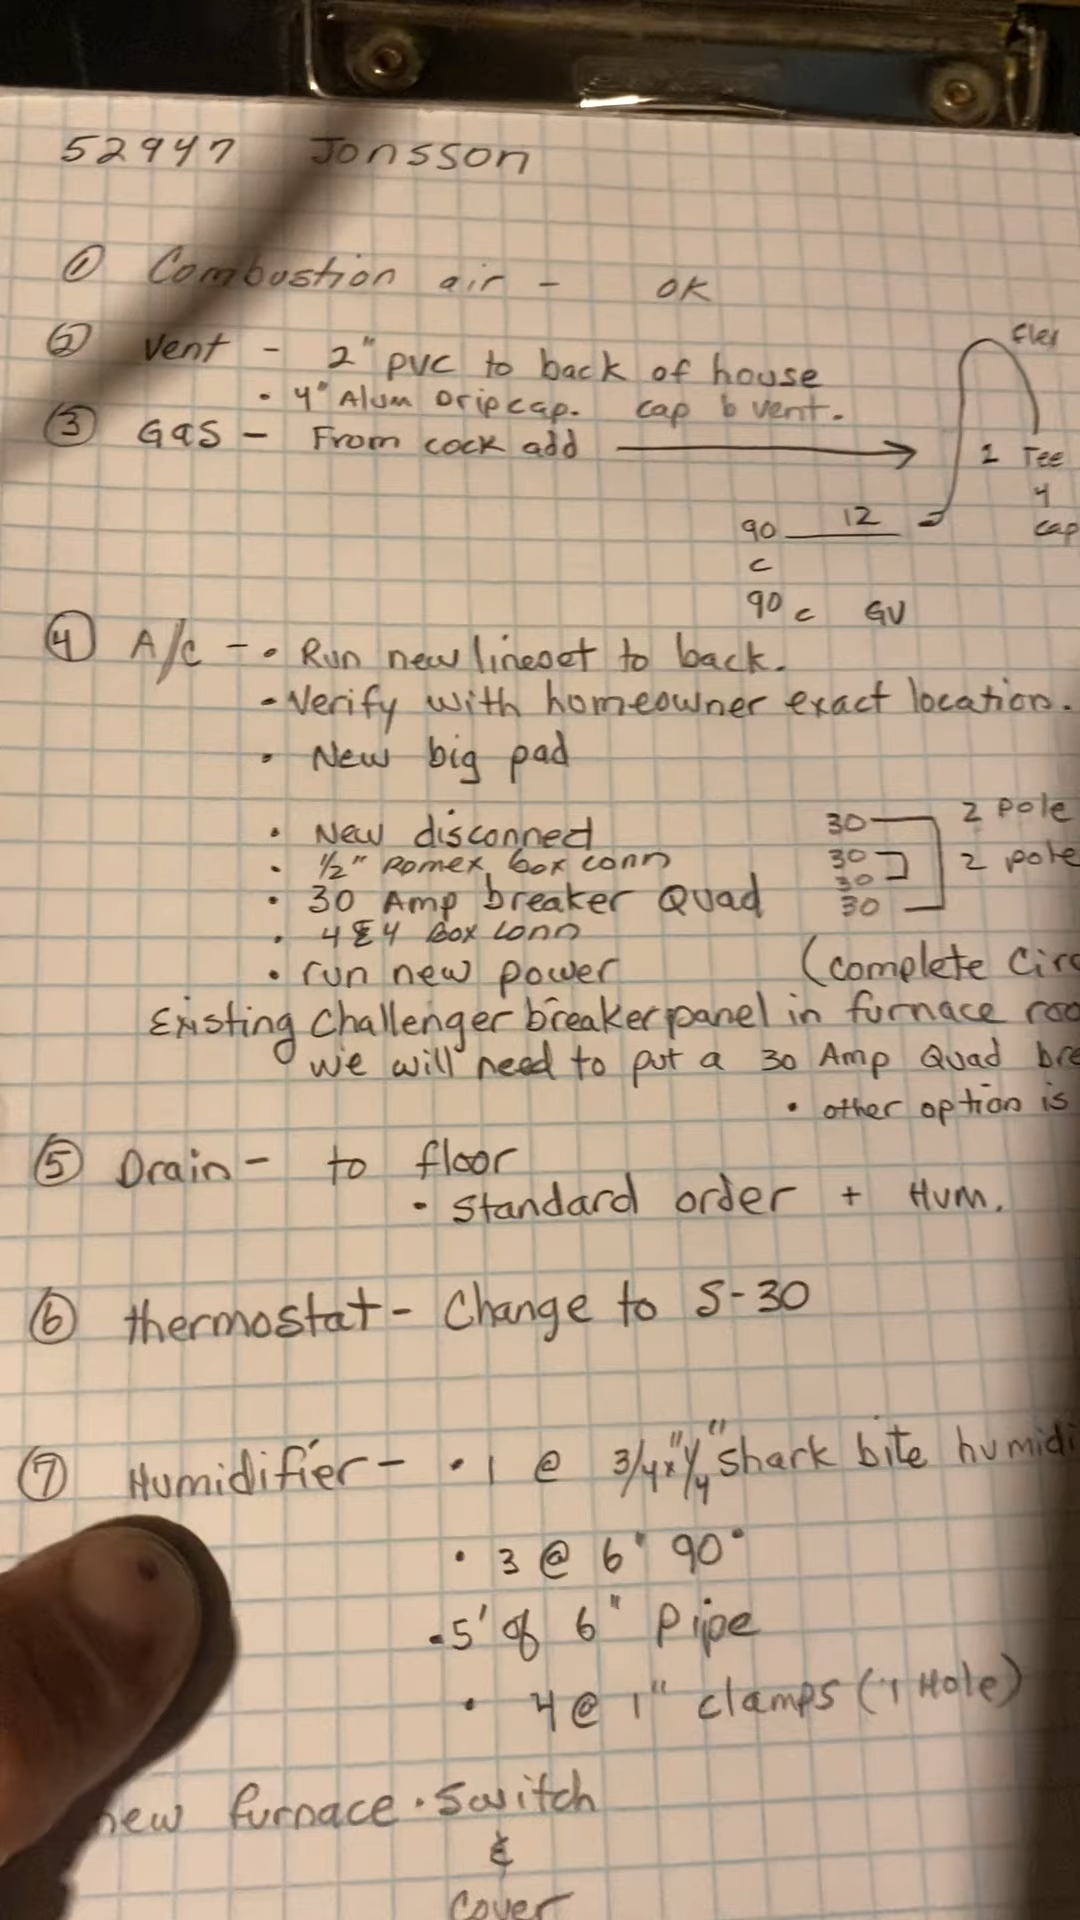 52947 Jonsson
① Combustion air - OK
② Vent - 2" pvc to back of house
• 4" Alum Dripcap. cap b vent.
③ Gas - From cock add
1 Tee
4
cap
90 12
c
90 c GV
④ A/c - • Run new lineset to back.
• Verify with homeowner exact location.
• New big pad
• New disconnect
• 1/2" Romex box conn
• 30 Amp breaker Quad
• 4 & 4 Box conn
• run new power
30 2 pole
30 2 pole
30
30
(complete
Existing Challenger breaker panel in furnace
we will need to put a 30 Amp Quad
• other option is
⑤ Drain - to floor
• Standard order + Hum.
⑥ thermostat - Change to S-30
⑦ Humidifier - • 1 @ 3/4"x1/4" shark bite
• 3 @ 6" 90°
• 5' of 6" Pipe
• 4 @ 1" clamps (1 Hole)
new furnace • Switch
&
Cover